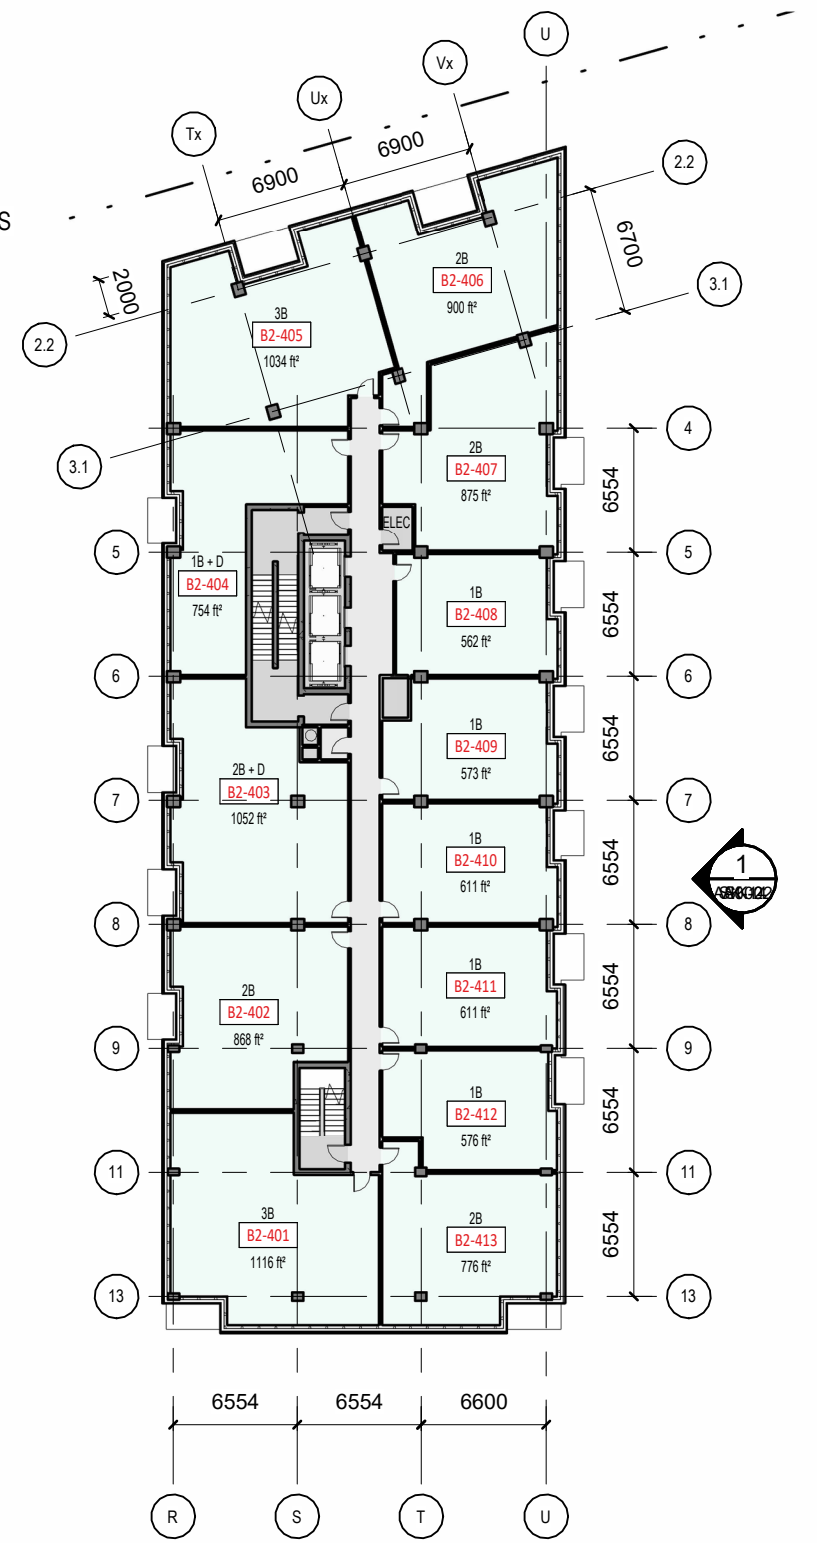 U
Vx
Ux
Tx
6900
6900
2.2
S
6700
2B
B2-406
900 ft²
2000
3.1
3B
B2-405
1034 ft²
2.2
4
3.1
2B
B2-407
875 ft²
6554
ELEC
5
5
1B + D
B2-404
754 ft²
1B
B2-408
562 ft²
6554
6
6
1B
B2-409
573 ft²
6554
2B + D
B2-403
1052 ft²
7
7
1B
B2-410
611 ft²
6554
1
8
8
1B
B2-411
611 ft²
6554
2B
B2-402
868 ft²
9
9
1B
B2-412
576 ft²
6554
11
11
3B
B2-401
1116 ft²
2B
B2-413
776 ft²
6554
13
13
6554
6554
6600
R
S
T
U